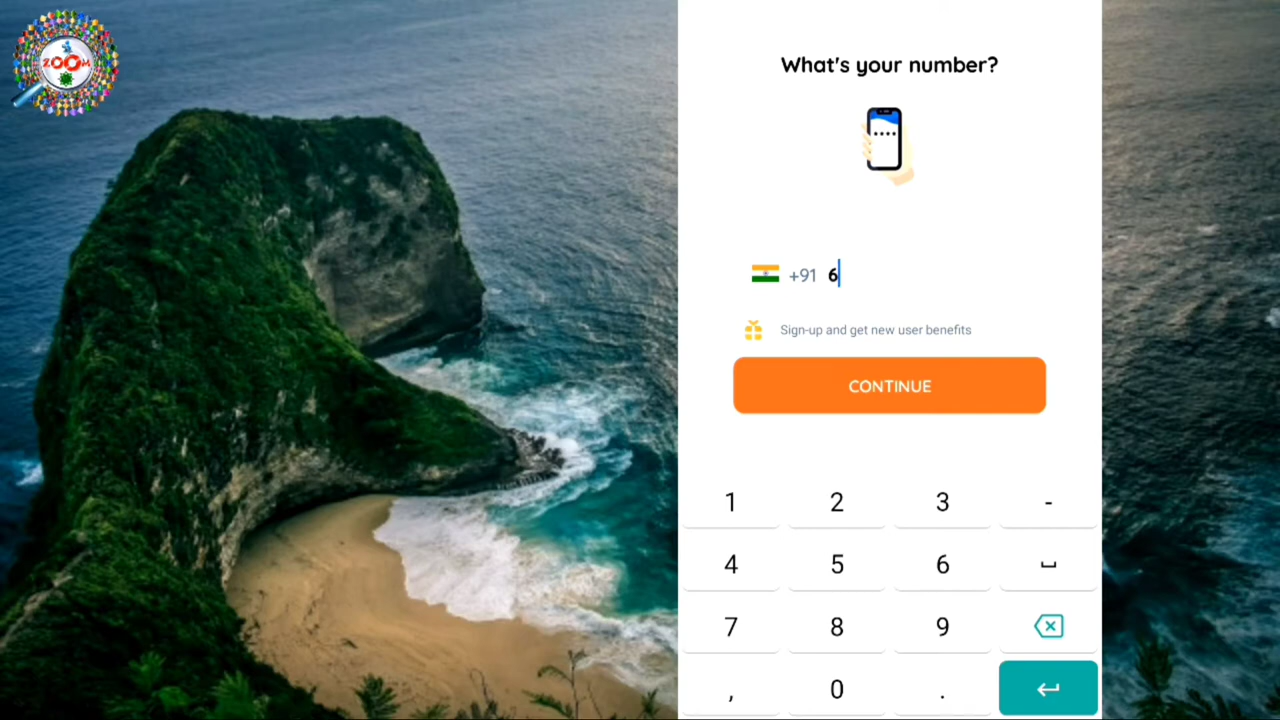 ZOOM
What's your number?
+91 6
Sign-up and get new user benefits
CONTINUE
1 2 3 -
4 5 6
7 8 9
, 0 .